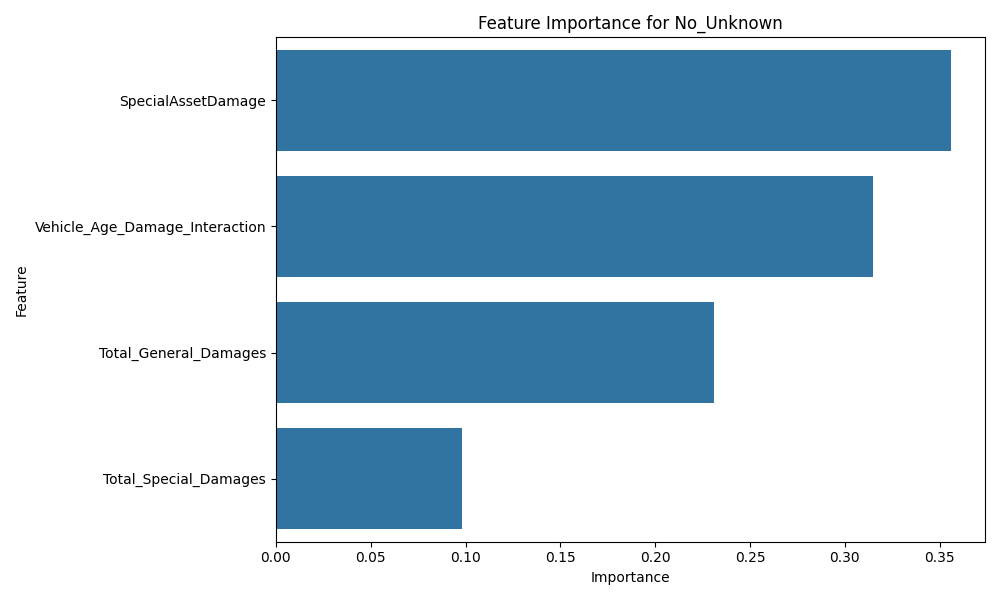 Feature Importance for No_Unknown
SpecialAssetDamage
Vehicle_Age_Damage_Interaction
Total_General_Damages
Total_Special_Damages
Feature
0.00 0.05 0.10 0.15 0.20 0.25 0.30 0.35
Importance